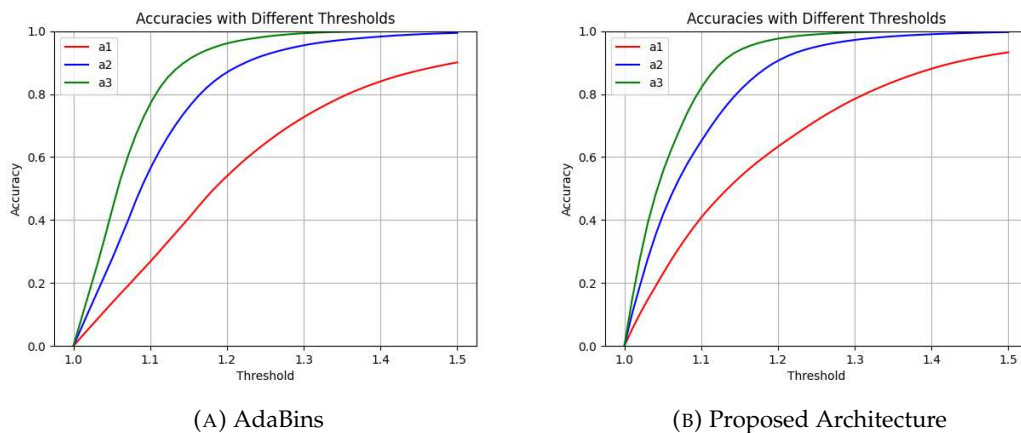 Accuracies with Different Thresholds
1.0
0.8
0.6
0.4
0.2
0.0
Accuracy
a1
a2
a3
1.0 1.1 1.2 1.3 1.4 1.5
Threshold
(A) AdaBins
Accuracies with Different Thresholds
1.0
0.8
0.6
0.4
0.2
0.0
Accuracy
a1
a2
a3
1.0 1.1 1.2 1.3 1.4 1.5
Threshold
(B) Proposed Architecture